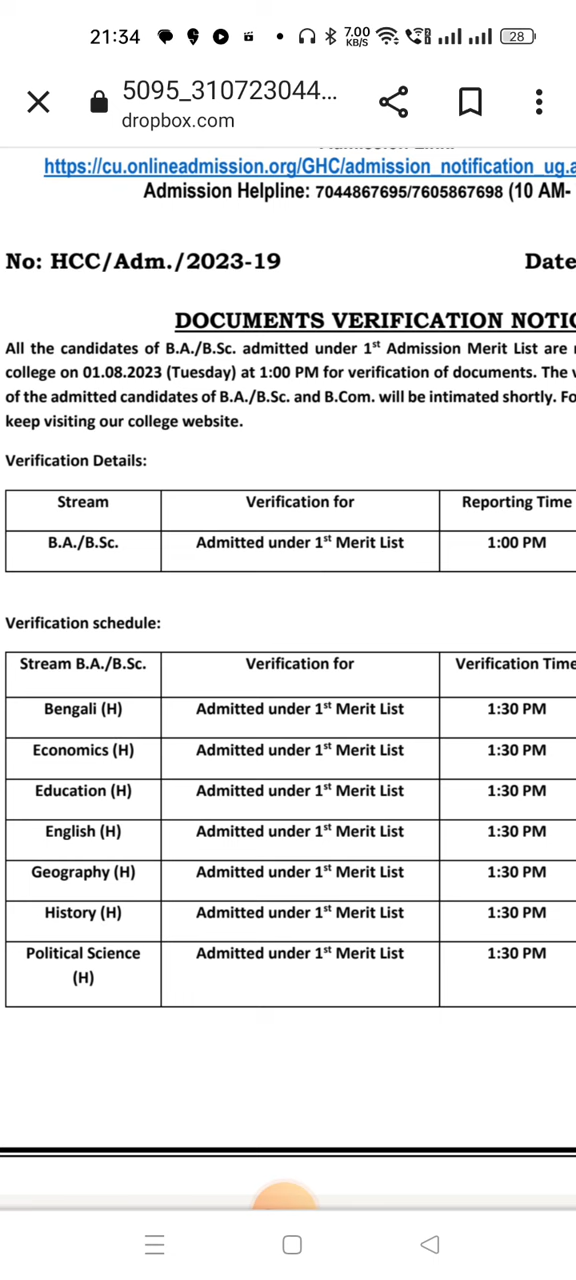 21:34 7.00 KB/S 28
5095_310723044...
dropbox.com
https://cu.onlineadmission.org/GHC/admission_notification_ug.a
Admission Helpline: 7044867695/7605867698 (10 AM-
No: HCC/Adm./2023-19 Date
DOCUMENTS VERIFICATION NOTIC
All the candidates of B.A./B.Sc. admitted under 1st Admission Merit List are
college on 01.08.2023 (Tuesday) at 1:00 PM for verification of documents. The
of the admitted candidates of B.A./B.Sc. and B.Com. will be intimated shortly. Fo
keep visiting our college website.
Verification Details:
Stream Verification for Reporting Time
B.A./B.Sc. Admitted under 1st Merit List 1:00 PM
Verification schedule:
Stream B.A./B.Sc. Verification for Verification Time
Bengali (H) Admitted under 1st Merit List 1:30 PM
Economics (H) Admitted under 1st Merit List 1:30 PM
Education (H) Admitted under 1st Merit List 1:30 PM
English (H) Admitted under 1st Merit List 1:30 PM
Geography (H) Admitted under 1st Merit List 1:30 PM
History (H) Admitted under 1st Merit List 1:30 PM
Political Science Admitted under 1st Merit List 1:30 PM
(H)